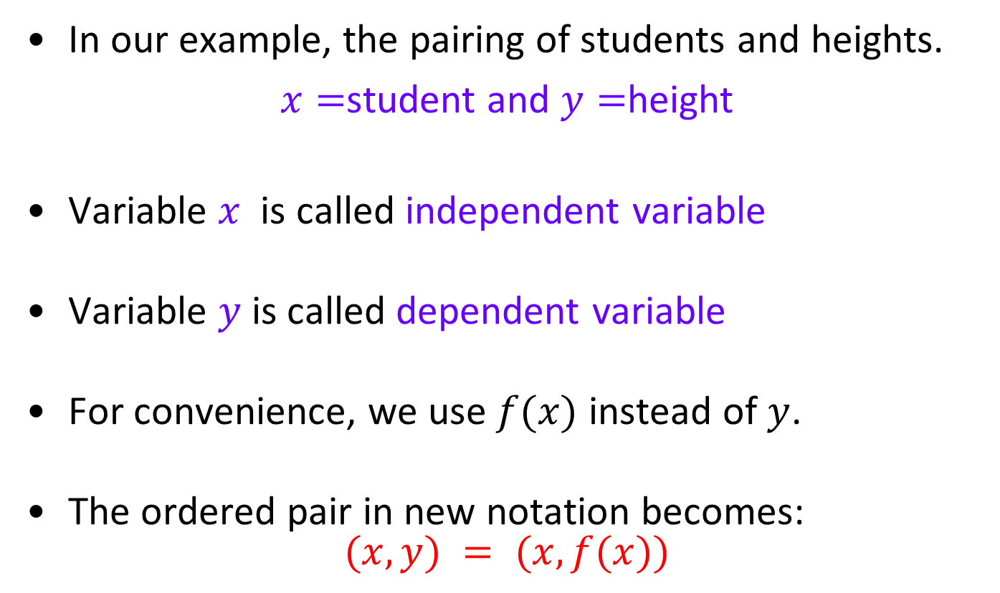 • In our example, the pairing of students and heights.
x =student and y =height
• Variable x is called independent variable
• Variable y is called dependent variable
• For convenience, we use f(x) instead of y.
• The ordered pair in new notation becomes:
(x, y) = (x, f(x))